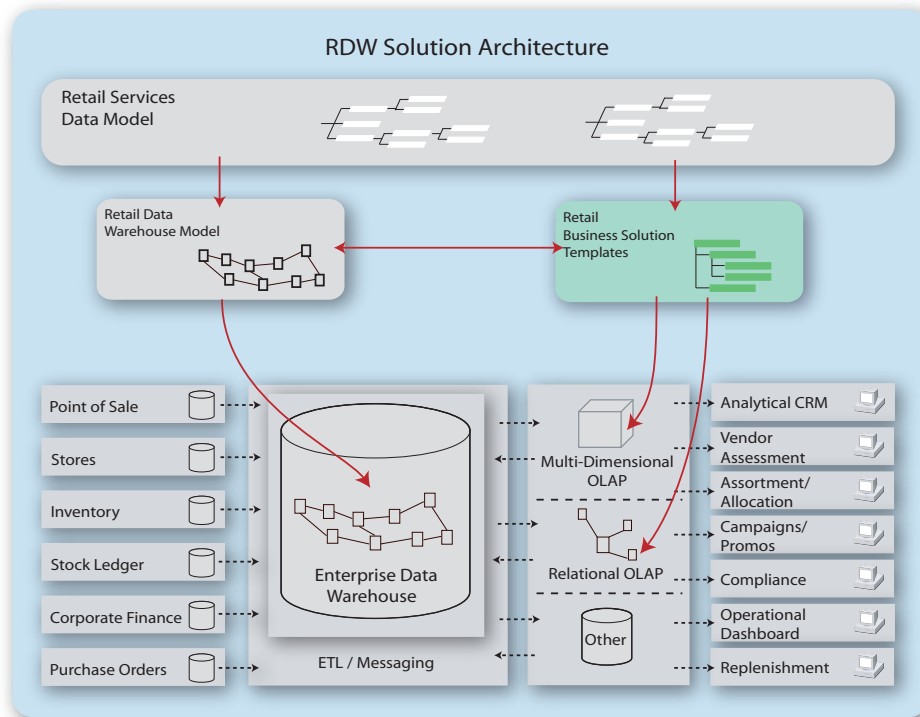 RDW Solution Architecture
Retail Services
Data Model
Retail Data
Warehouse Model
Retail
Business Solution
Templates
Point of Sale
Stores
Inventory
Stock Ledger
Corporate Finance
Purchase Orders
Enterprise Data
Warehouse
ETL / Messaging
Multi-Dimensional
OLAP
Relational OLAP
Other
Analytical CRM
Vendor
Assessment
Assortment/
Allocation
Campaigns/
Promos
Compliance
Operational
Dashboard
Replenishment